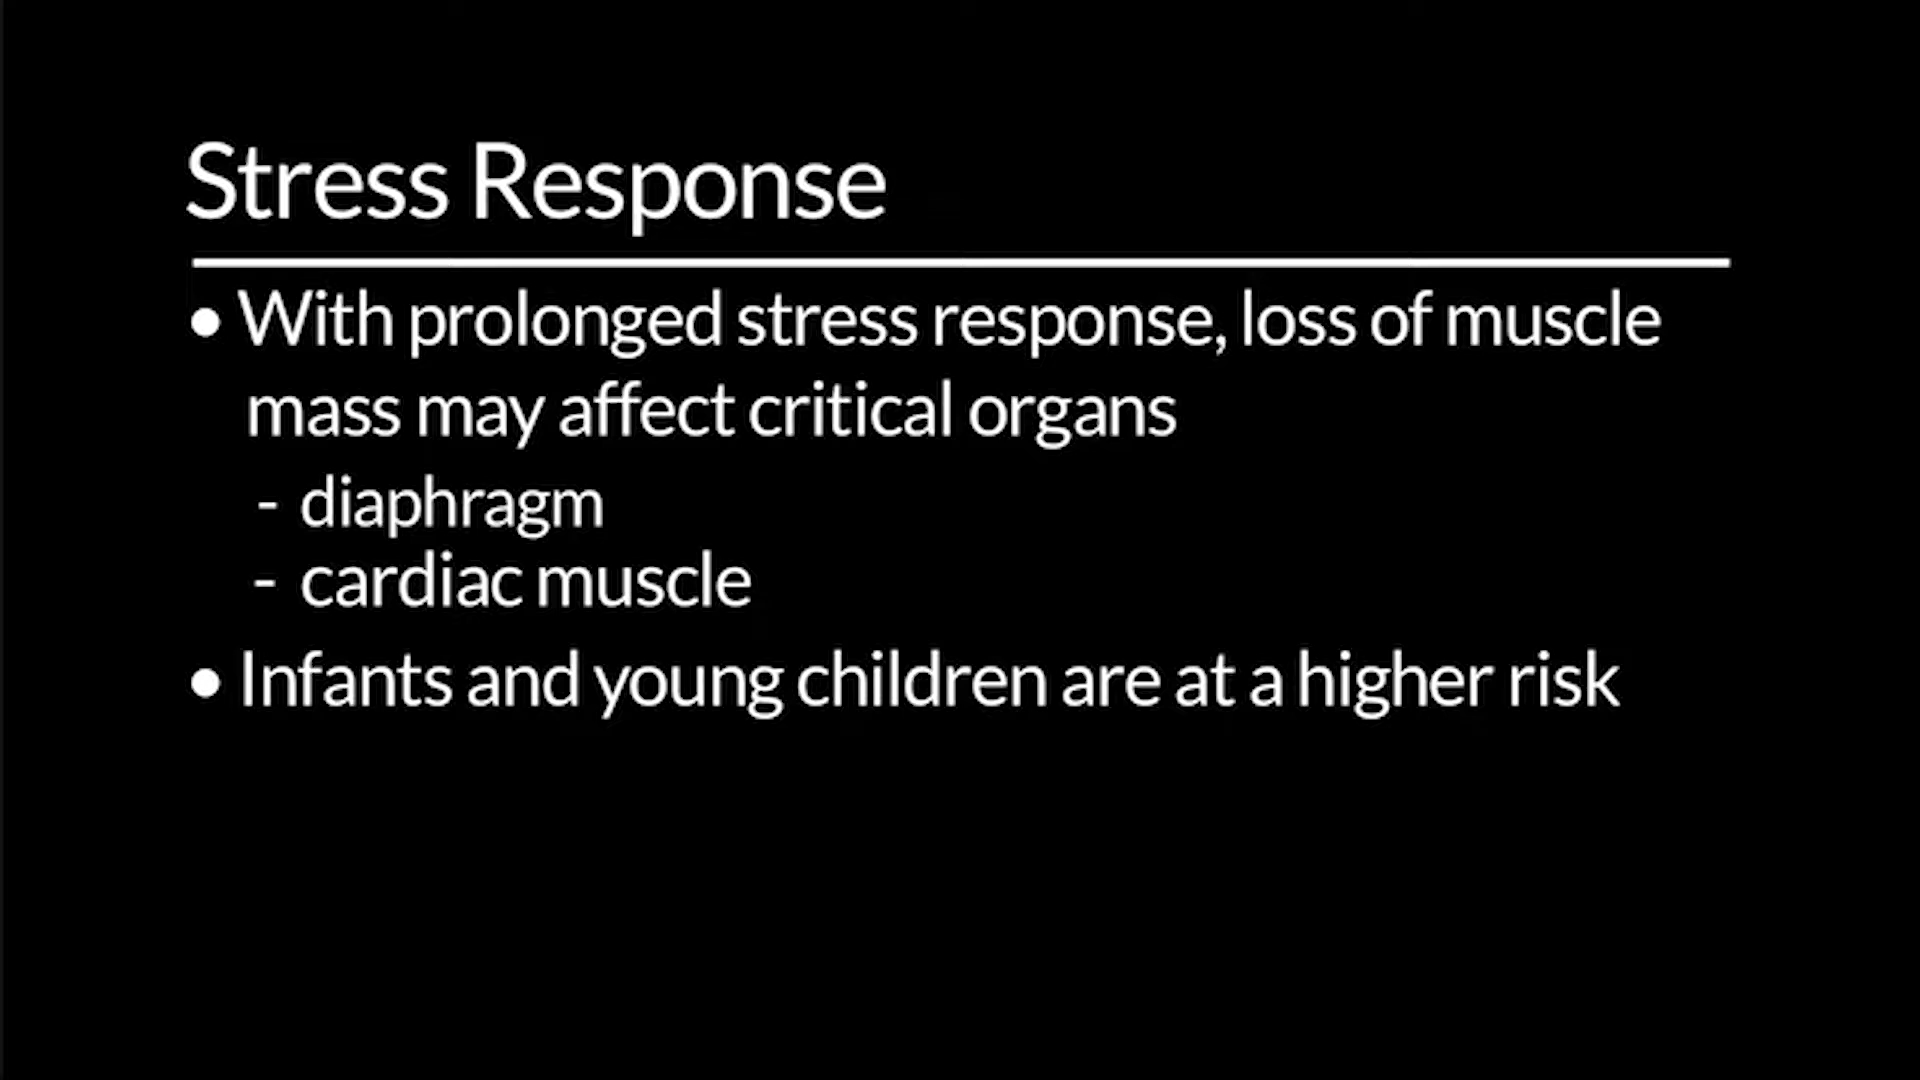 Stress Response
• With prolonged stress response, loss of muscle
mass may affect critical organs
- diaphragm
- cardiac muscle
• Infants and young children are at a higher risk